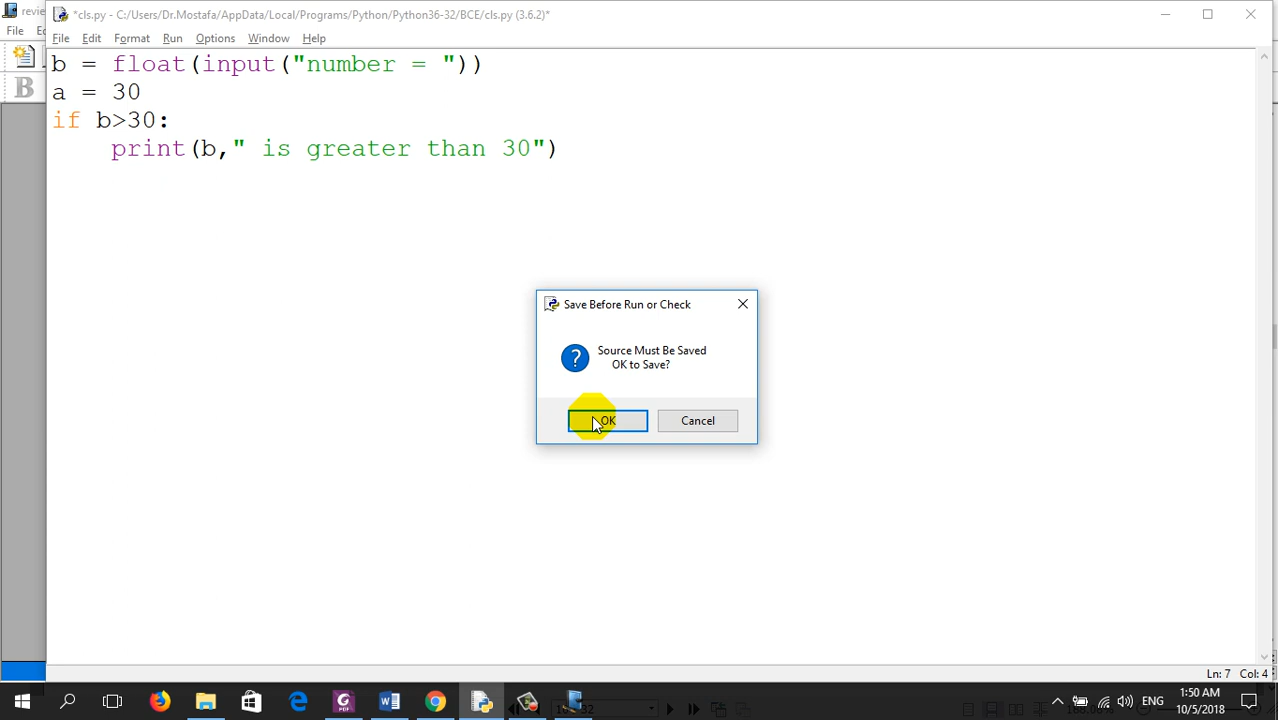 revie
*cls.py - C:/Users/Dr.Mostafa/AppData/Local/Programs/Python/Python36-32/BCE/cls.py (3.6.2)*
File
File Edit Format Run Options Window Help
b = float(input("number = "))
a = 30
if b>30:
print(b," is greater than 30")
B
Save Before Run or Check
?
Source Must Be Saved
OK to Save?
OK Cancel
Ln: 7 Col: 4
ENG
1:50 AM
10/5/2018